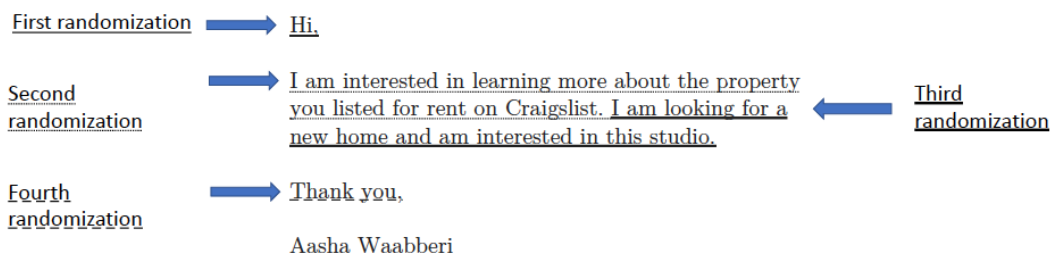 First randomization
Hi,
Second
randomization
I am interested in learning more about the property
you listed for rent on Craigslist. I am looking for a
new home and am interested in this studio.
Third
randomization
Fourth
randomization
Thank you,
Aasha Waabberi